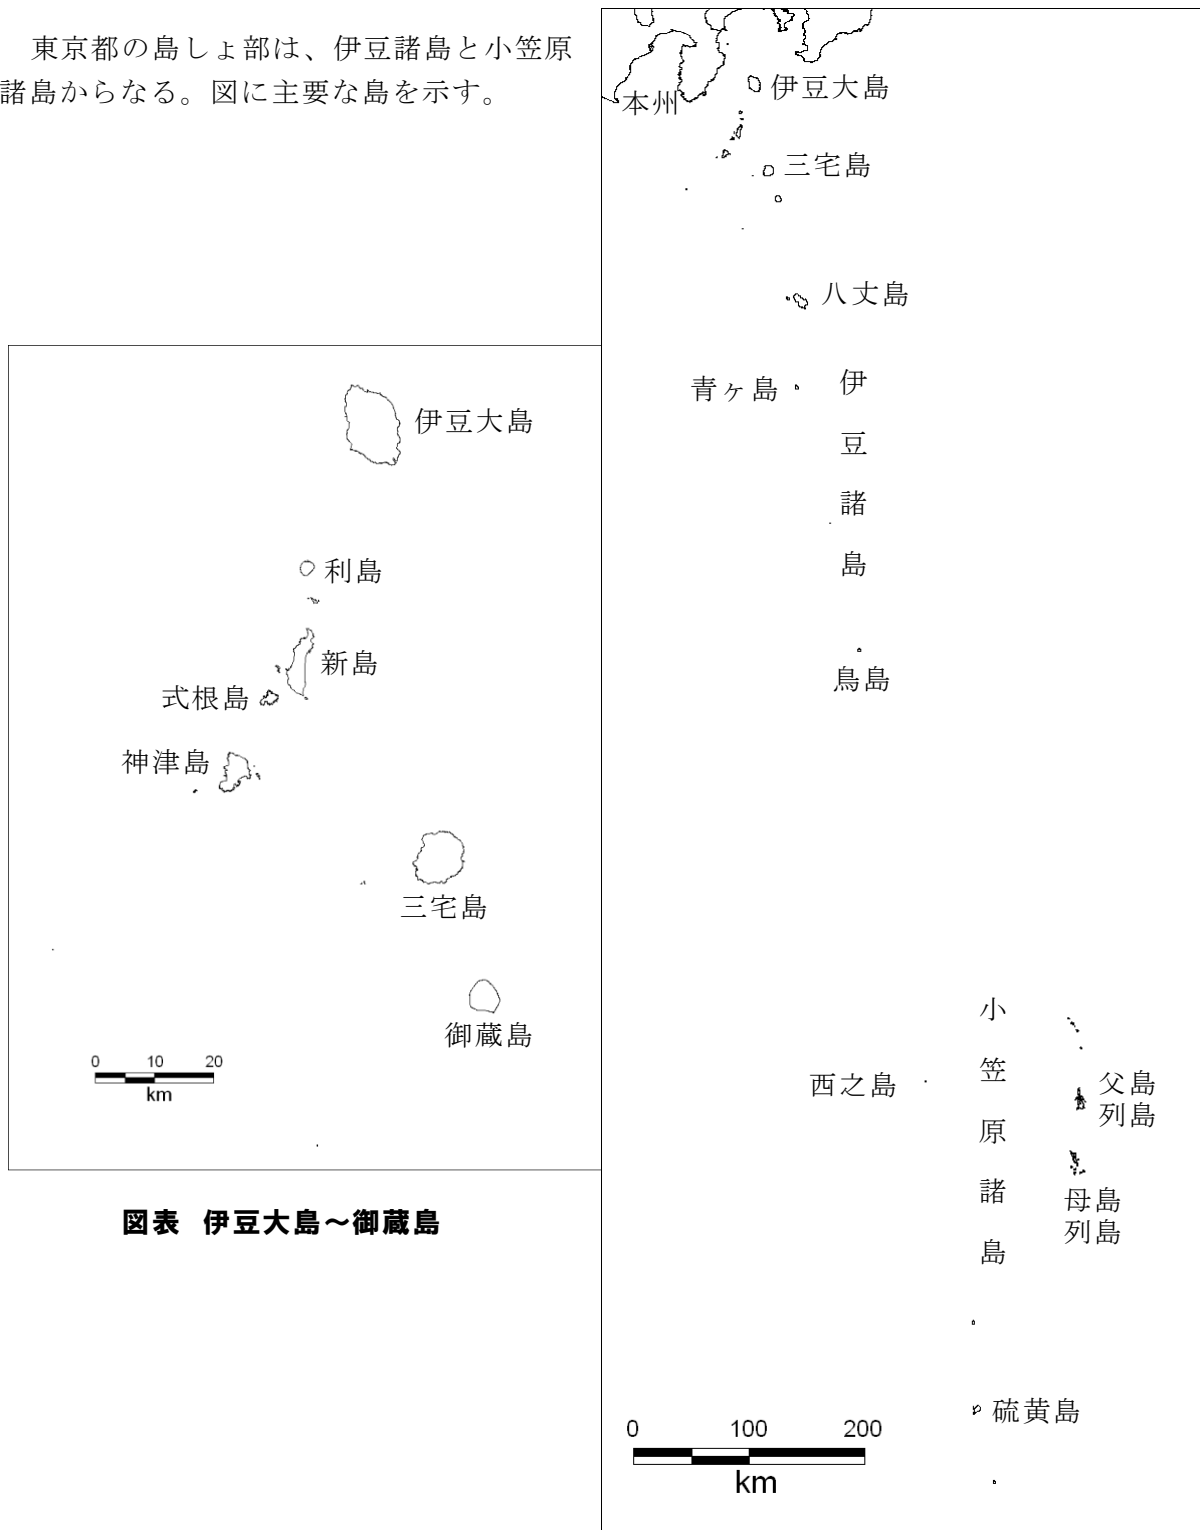 東京都の島しょ部は、伊豆諸島と小笠原
諸島からなる。図に主要な島を示す。
伊豆大島
利島
新島
式根島
神津島
三宅島
御蔵島
0 10 20
km
図表 伊豆大島～御蔵島
本州
伊豆大島
三宅島
八丈島
青ヶ島
伊豆諸島
鳥島
小笠原諸島
西之島
父島
列島
母島
列島
硫黄島
0 100 200
km